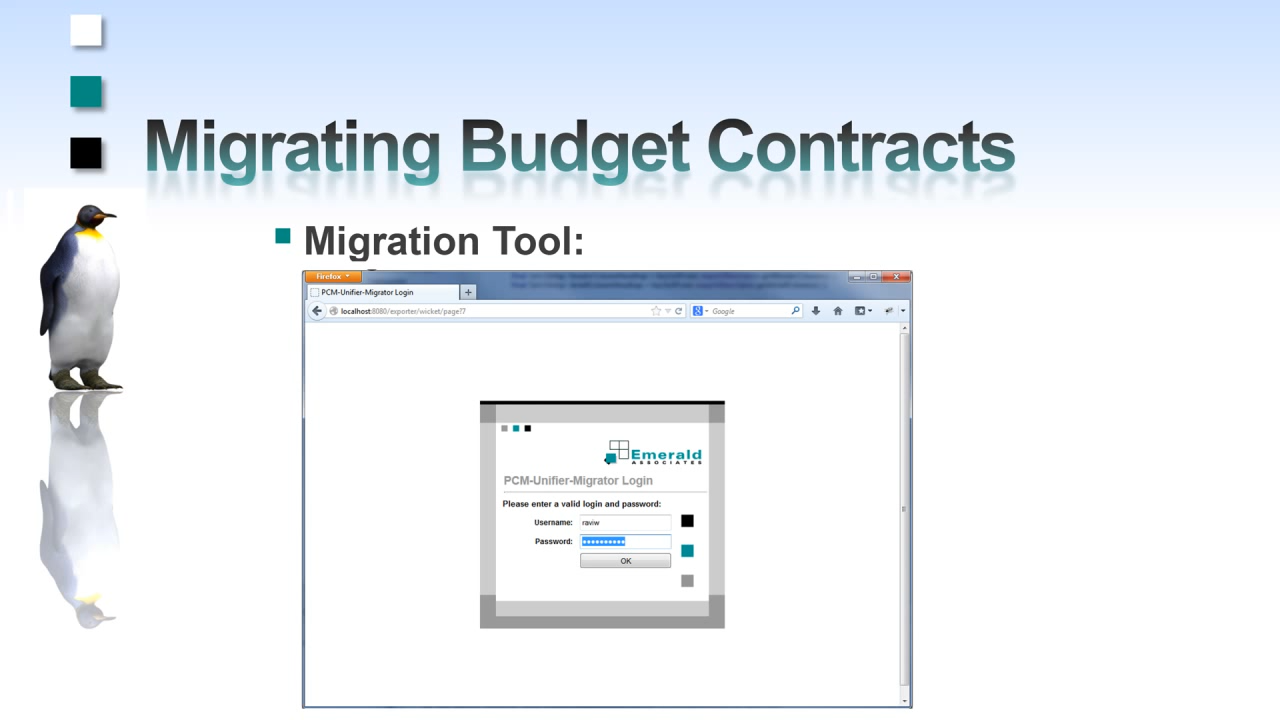 Migrating Budget Contracts
Migration Tool:
Firefox
PCM-Unifier-Migrator Login
localhost:8080/exporter/wicket/page?7
Google
Emerald
ASSOCIATES
PCM-Unifier-Migrator Login
Please enter a valid login and password:
Username: raviw
Password:
OK